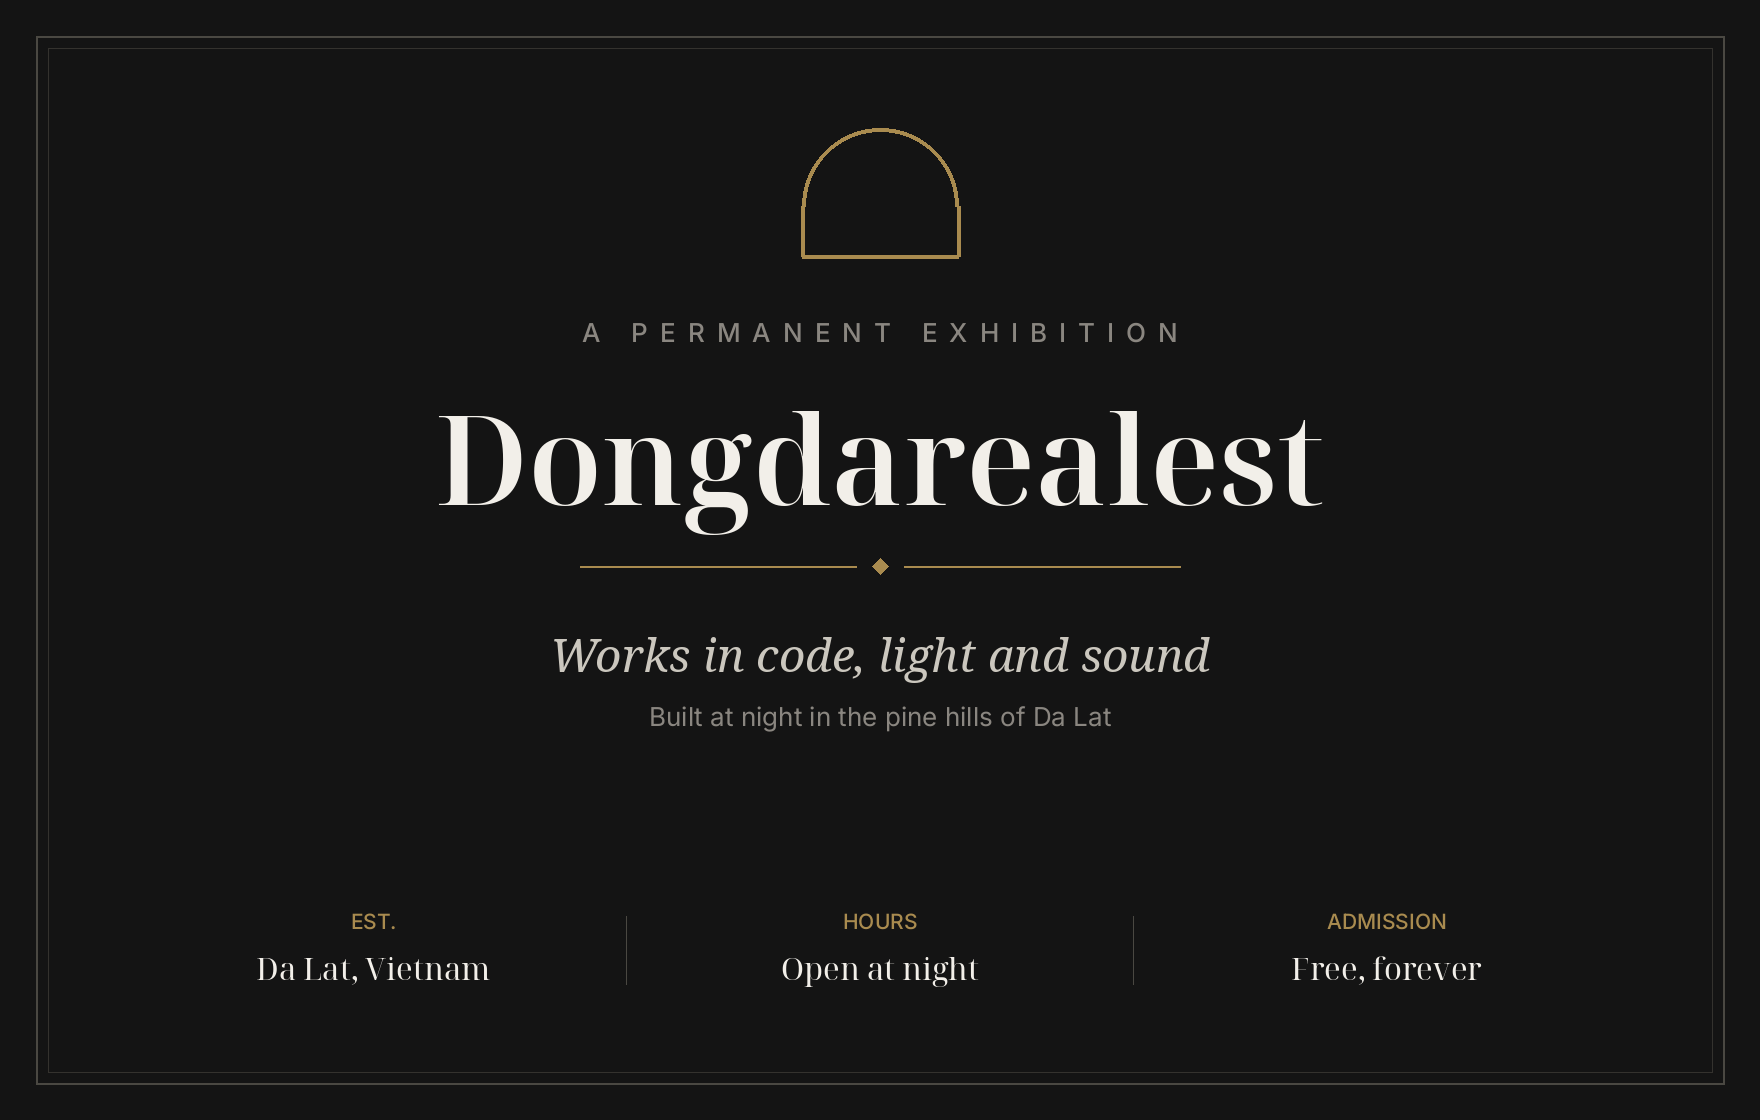 A PERMANENT EXHIBITION
Dongdarealest
Works in code, light and sound
Built at night in the pine hills of Da Lat
EST.
Da Lat, Vietnam
HOURS
Open at night
ADMISSION
Free, forever